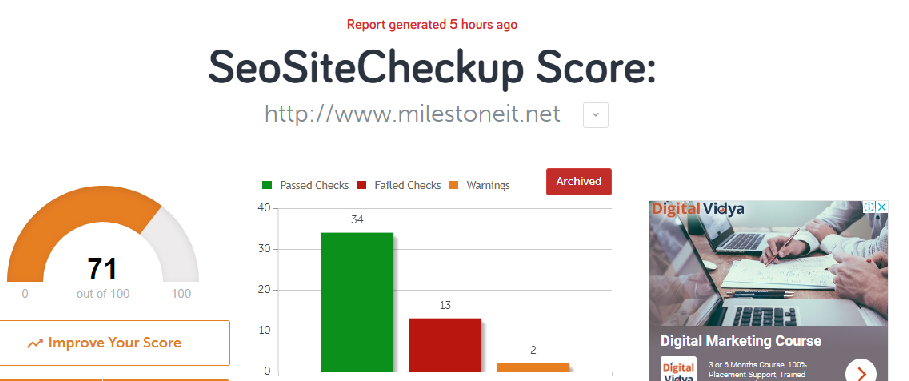 Report generated 5 hours ago
SeoSiteCheckup Score:
http://www.milestoneit.net
Passed Checks Failed Checks Warnings
Archived
40
30
20
10
0
34
13
2
71
0 out of 100 100
Improve Your Score
Digital Vidya
Digital Marketing Course
Digital
Vidya
3 or 5 Months Course. 100%
Placement Support, Trained